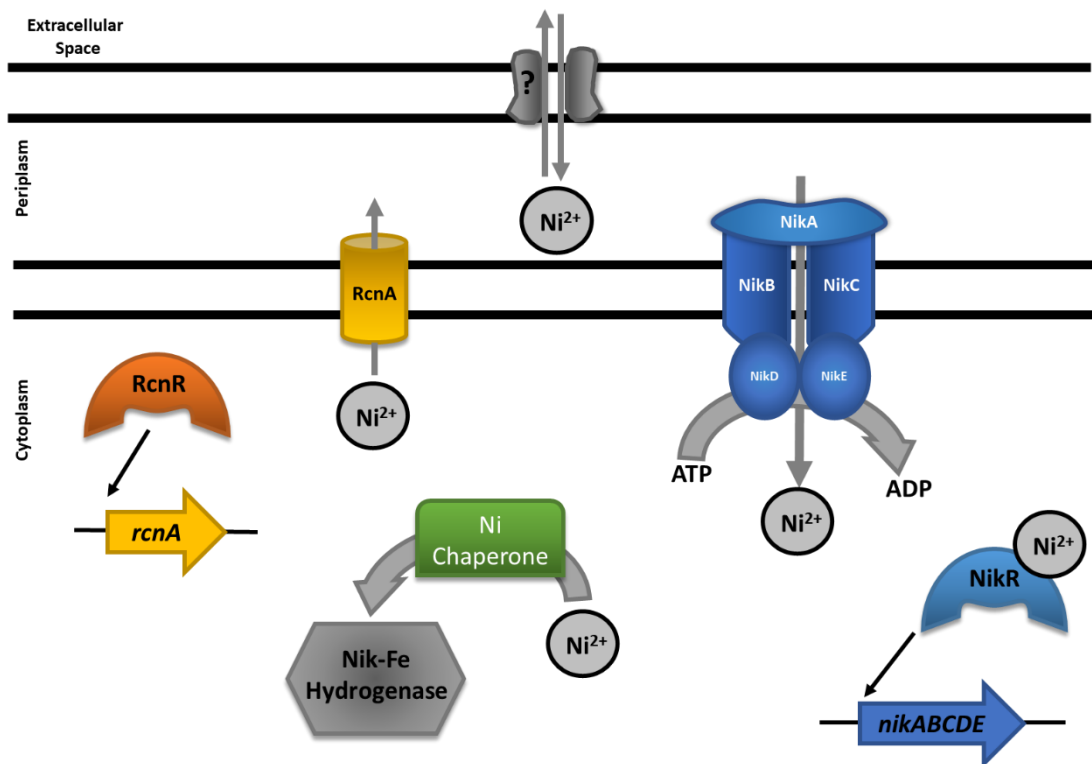 Extracellular
Space
?
Periplasm
Ni²⁺
NikA
NikB
NikC
RcnA
NikD
NikE
RcnR
Ni²⁺
Cytoplasm
ATP
ADP
Ni²⁺
rcnA
Ni
Chaperone
Ni²⁺
NikR
Ni²⁺
Nik-Fe
Hydrogenase
nikABCDE